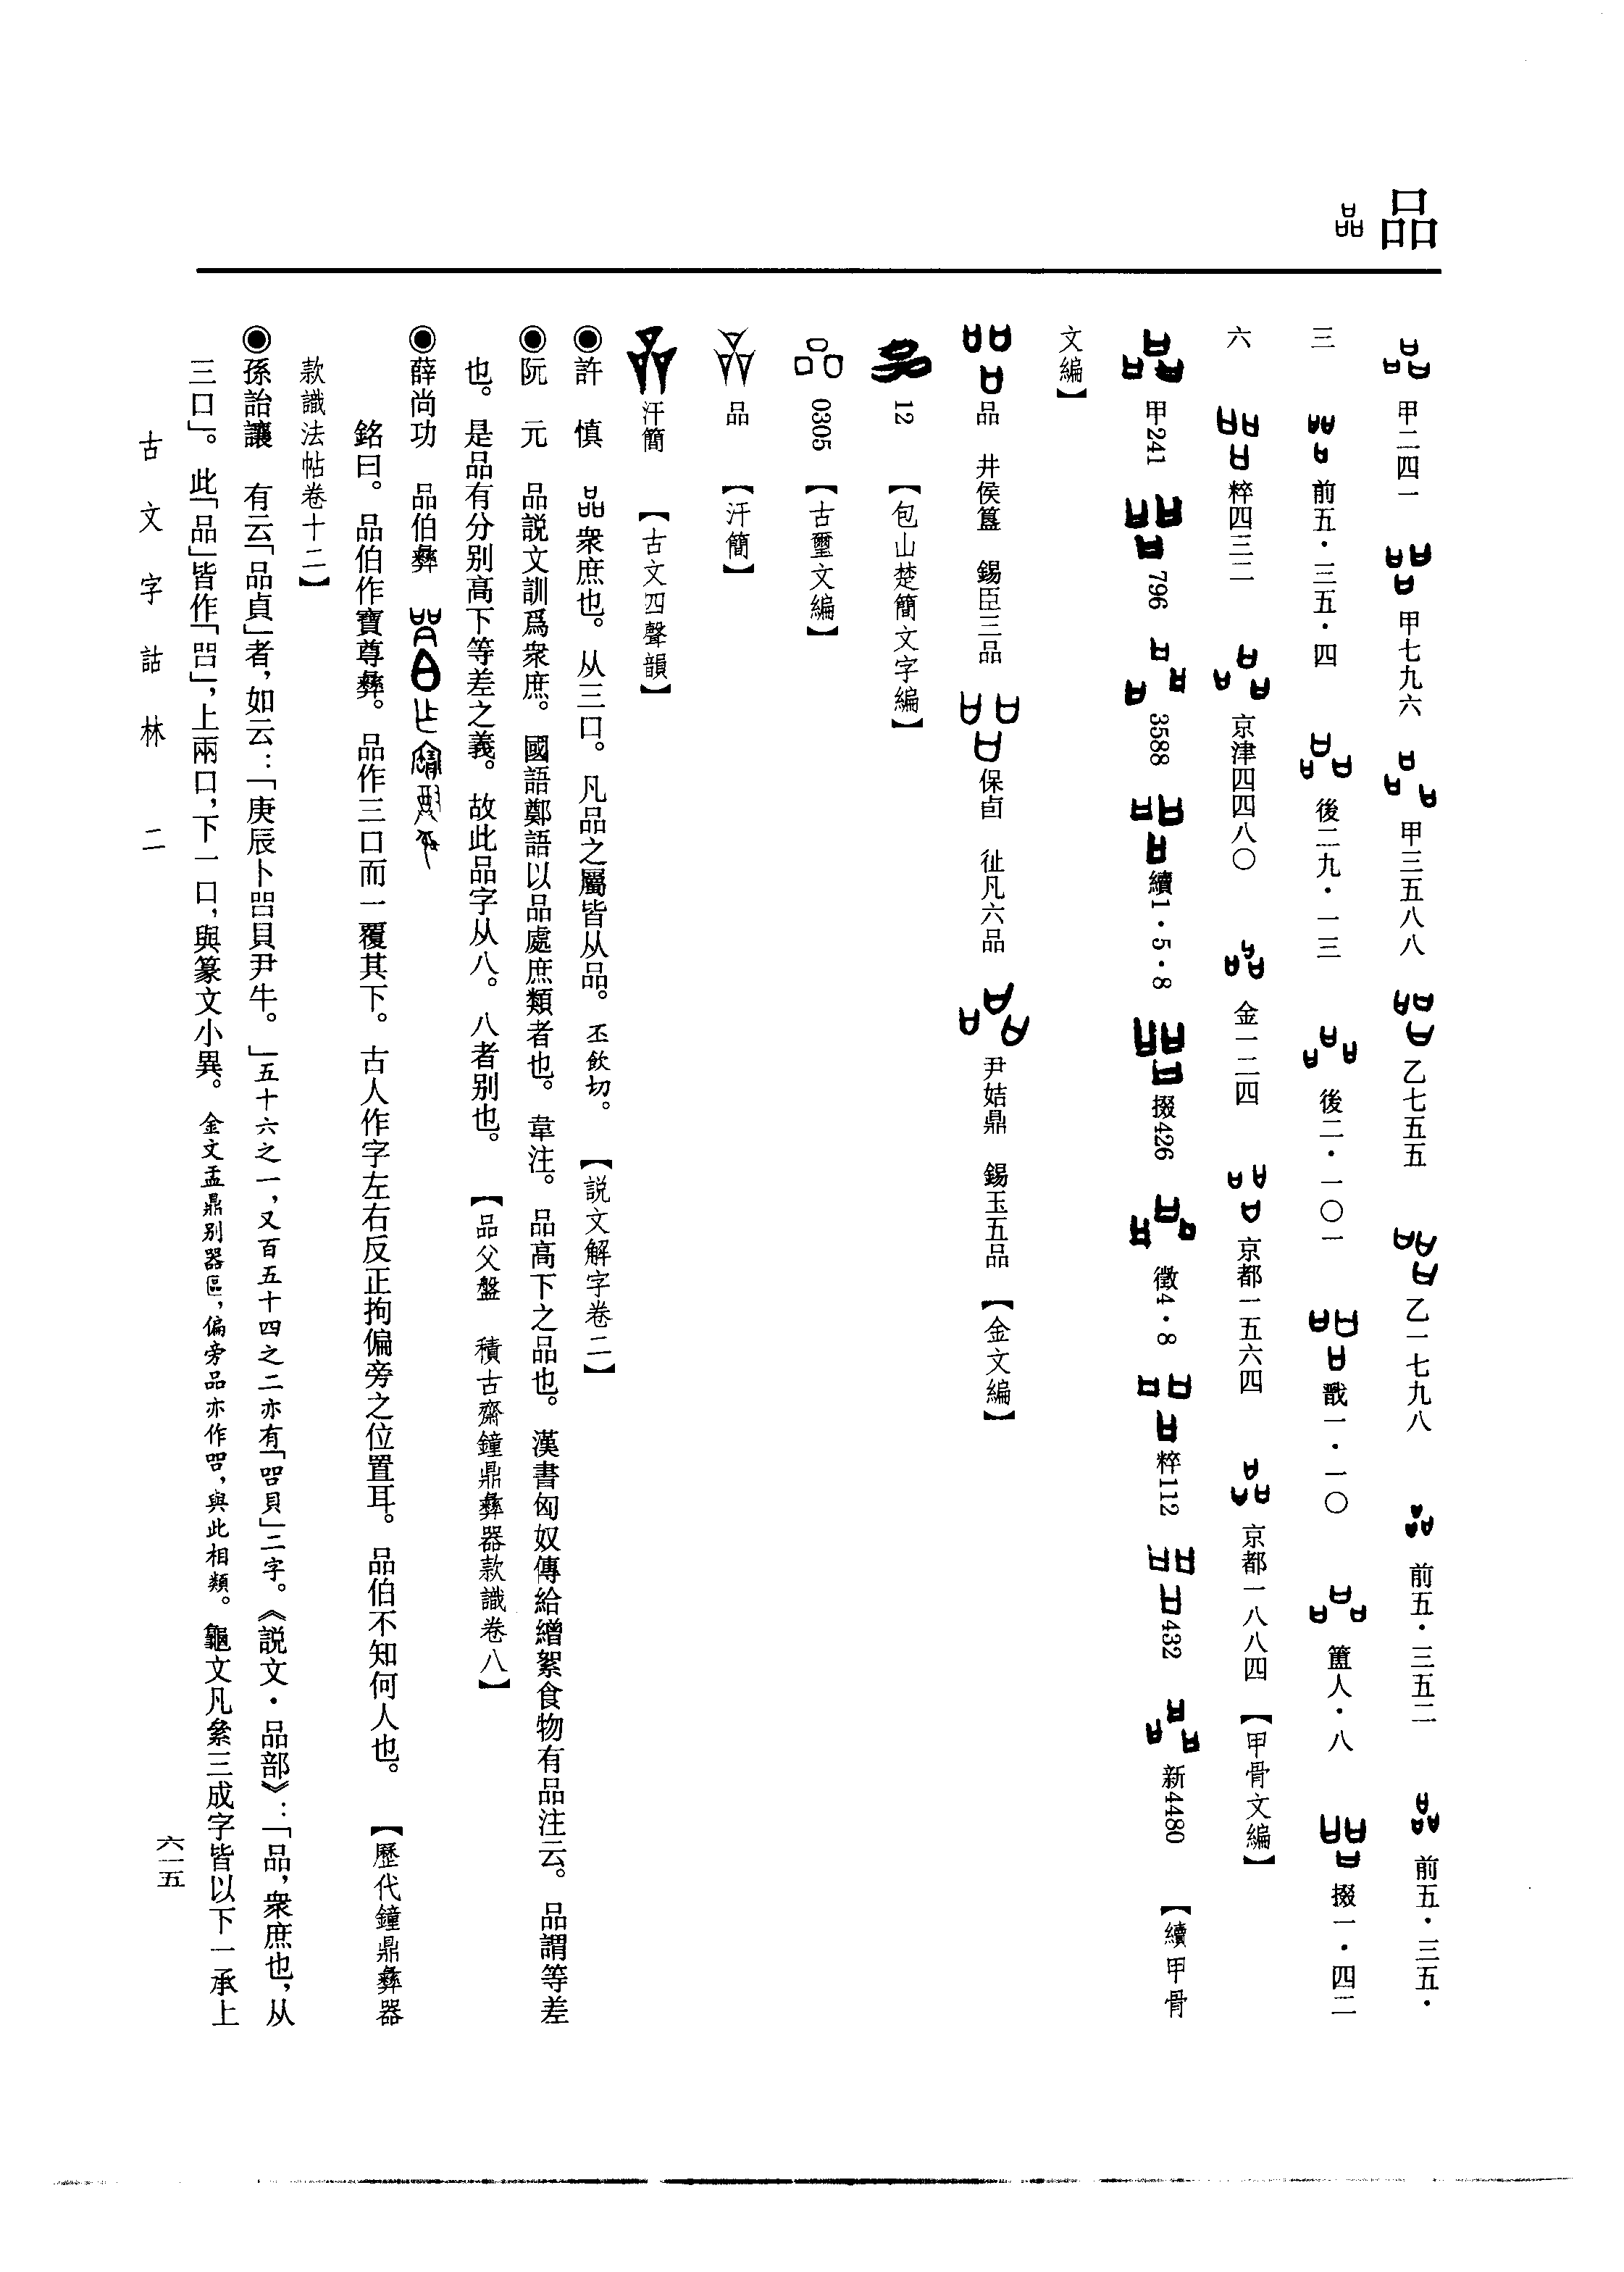 品
甲二四一 甲七九六 甲三五八八 乙七五五 乙一七九八 前五·三五二 前五·三五·
三 前五·三五·四 後二九·一三 後二·一〇一 戩一·一〇 簠人·八 掇一·四二
六 粹四三二 京津四四八〇 金一二四 京都一五六四 京都一八八四【甲骨文編】
甲241 796 3588 續1·5·8 掇426 徵4·8 粹112 432 新4480 【續甲骨
文編】
品 井侯簋 錫臣三品 保卣 㢟凡六品 尹姞鼎 錫玉五品【金文編】
12 【包山楚簡文字編】
0305 【古璽文編】
品 【汗簡】
汗簡 【古文四聲韻】
◉許 慎 品衆庶也。从三口。凡品之屬皆从品。丕飲切。【説文解字卷二】
◉阮 元 品説文訓爲衆庶。國語鄭語以品處庶類者也。韋注。品高下之品也。漢書匈奴傳給繒絮食物有品注云。品謂等差
也。是品有分别高下等差之義。故此品字从八。八者别也。【品父盤 積古齋鐘鼎彝器款識卷八】
◉薛尚功 品伯彝
銘曰。品伯作寶尊彝。品作三口而一覆其下。古人作字左右反正拘偏旁之位置耳。品伯不知何人也。【歷代鐘鼎彝器
款識法帖卷十二】
◉孫詒讓 有云「品貞」者，如云：「庚辰卜㗊貝尹牛。」五十六之一，又百五十四之二亦有「貝」二字。《説文·品部》：「品，衆庶也，从
三口」。此「品」皆作「」，上兩口，下一口，與篆文小異。金文盂鼎别器區，偏旁品亦作，與此相類。龜文凡絫三成字皆以下一承上
古文字詁林 二
六一五